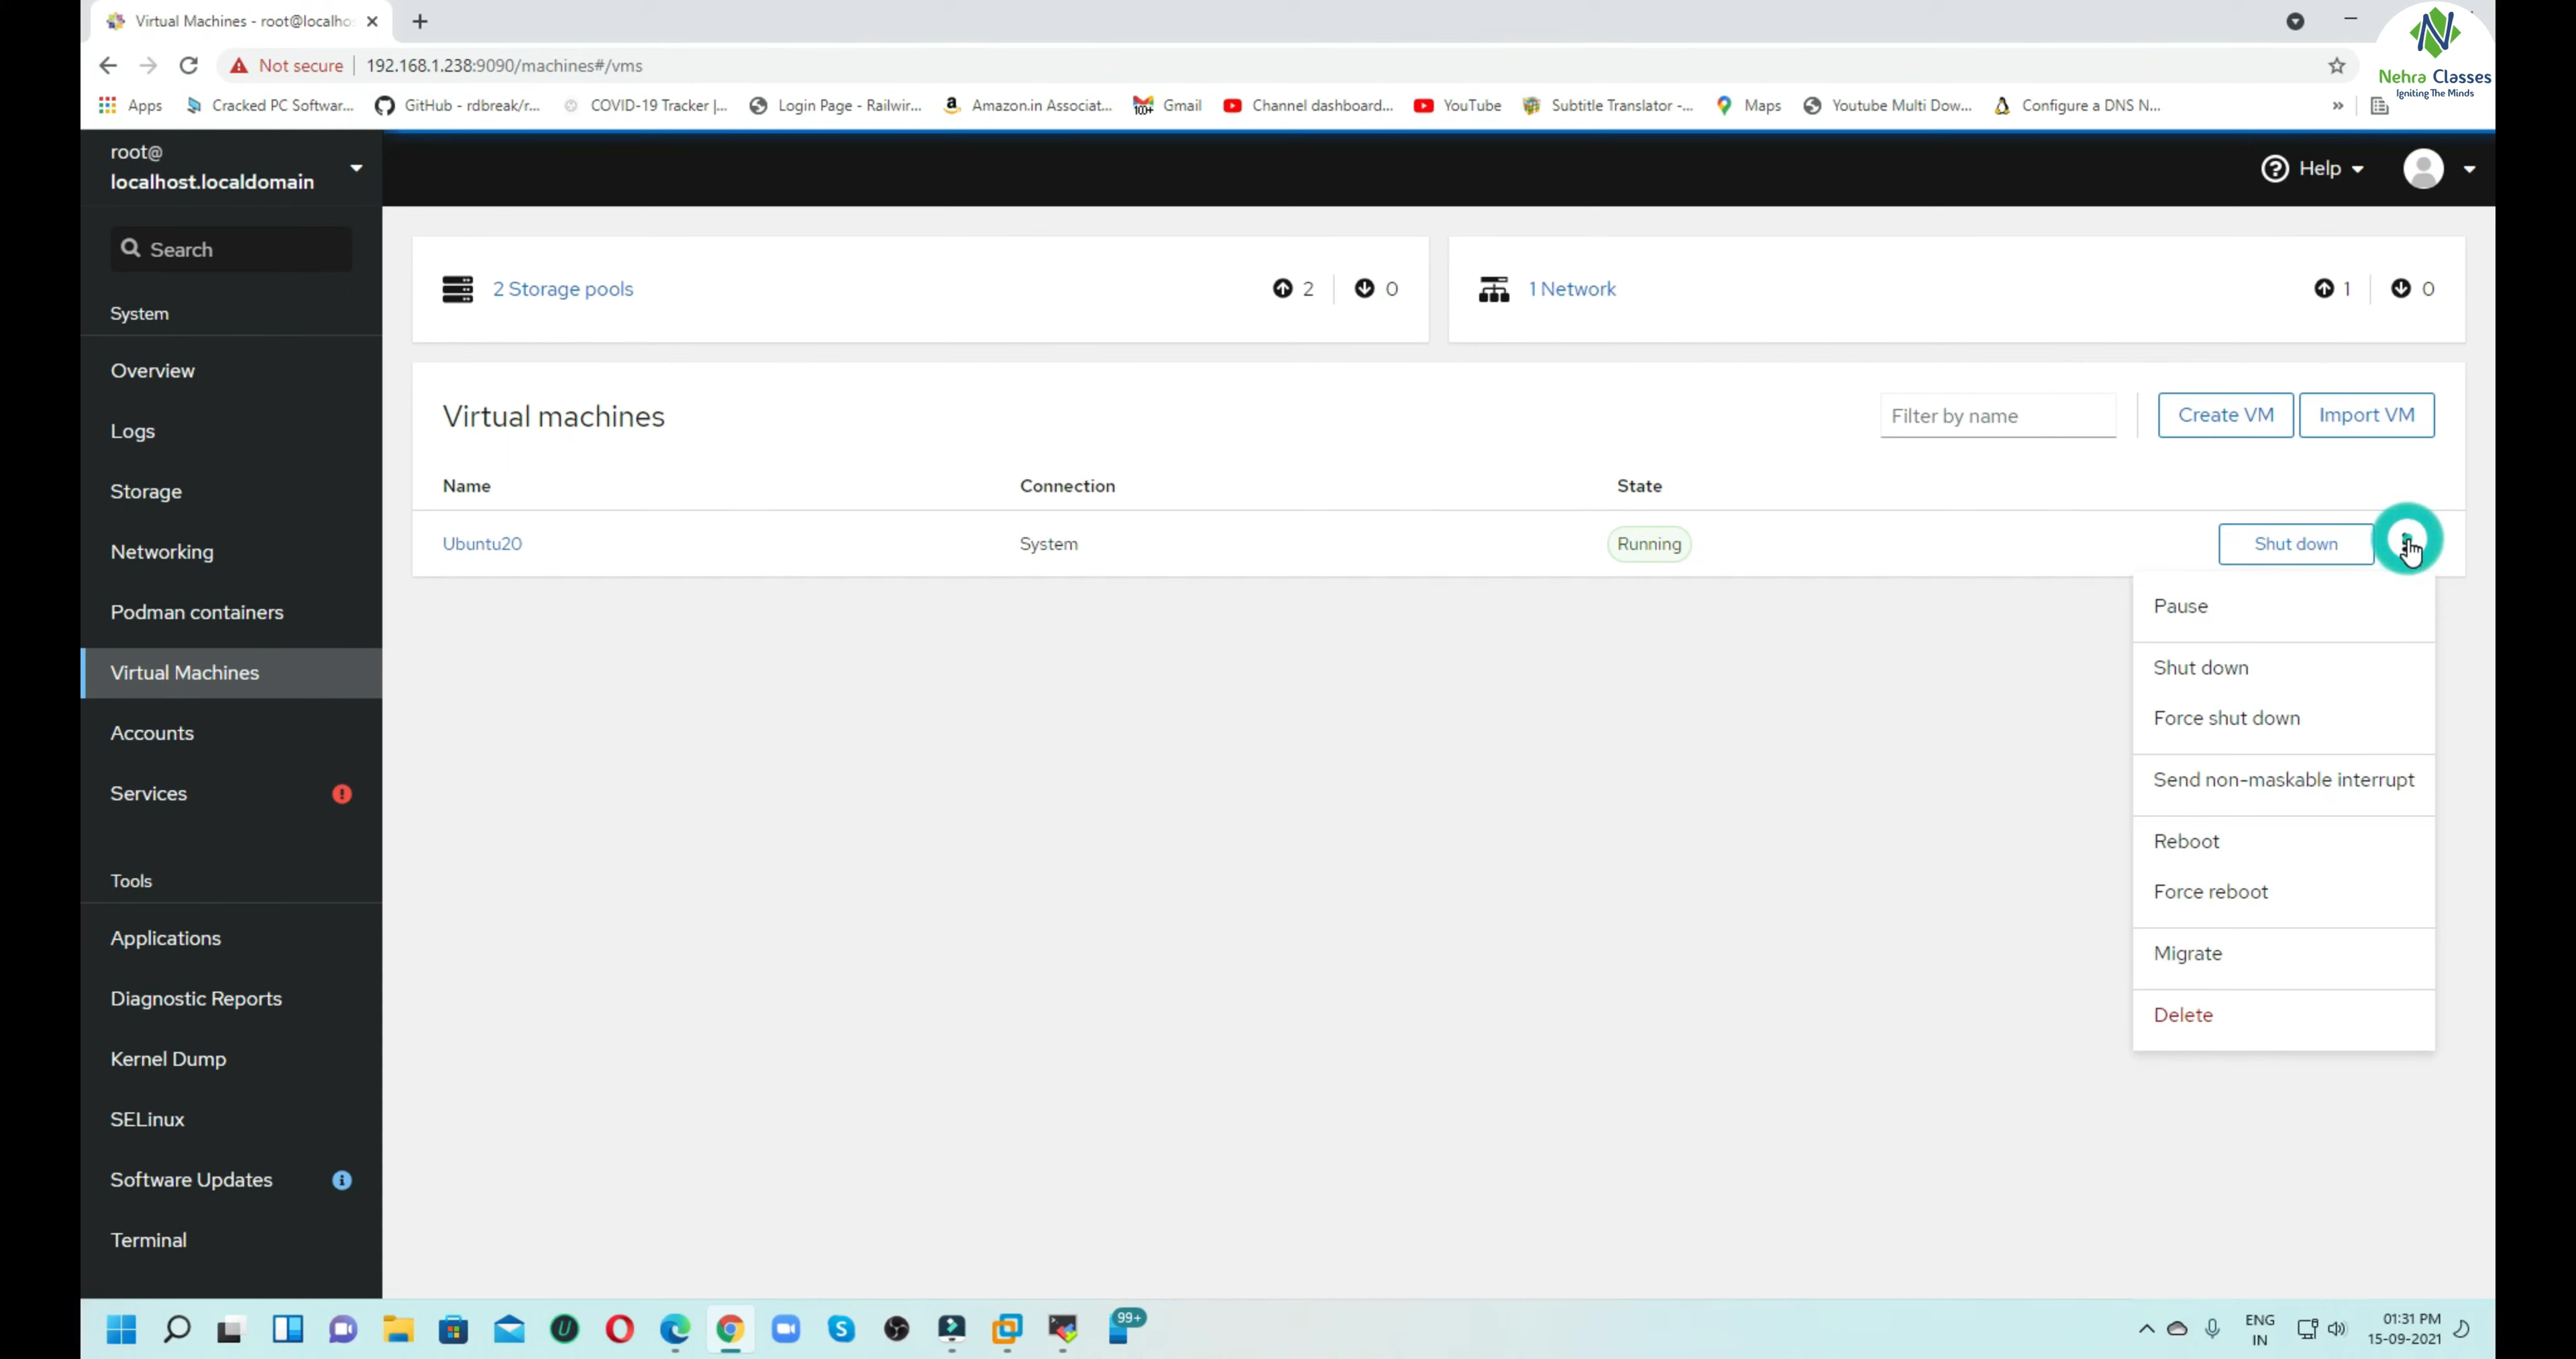 Virtual Machines - root@localho
Nehra Classes
Igniting The Minds
Not secure
192.168.1.238:9090/machines#/vms
Apps
Cracked PC Softwar...
GitHub - rdbreak/r...
COVID-19 Tracker |...
Login Page - Railwir...
Amazon.in Associat...
100+
Gmail
Channel dashboard...
YouTube
Subtitle Translator -...
Maps
Youtube Multi Dow...
Configure a DNS N...
»
root@
localhost.localdomain
Help
Search
System
Overview
Logs
Storage
Networking
Podman containers
Virtual Machines
Accounts
Services
Tools
Applications
Diagnostic Reports
Kernel Dump
SELinux
Software Updates
Terminal
2 Storage pools
2
0
1 Network
1
0
Virtual machines
Filter by name
Create VM
Import VM
Name Connection State
Ubuntu20 System Running Shut down
Pause
Shut down
Force shut down
Send non-maskable interrupt
Reboot
Force reboot
Migrate
Delete
99+
ENG
IN
01:31 PM
15-09-2021